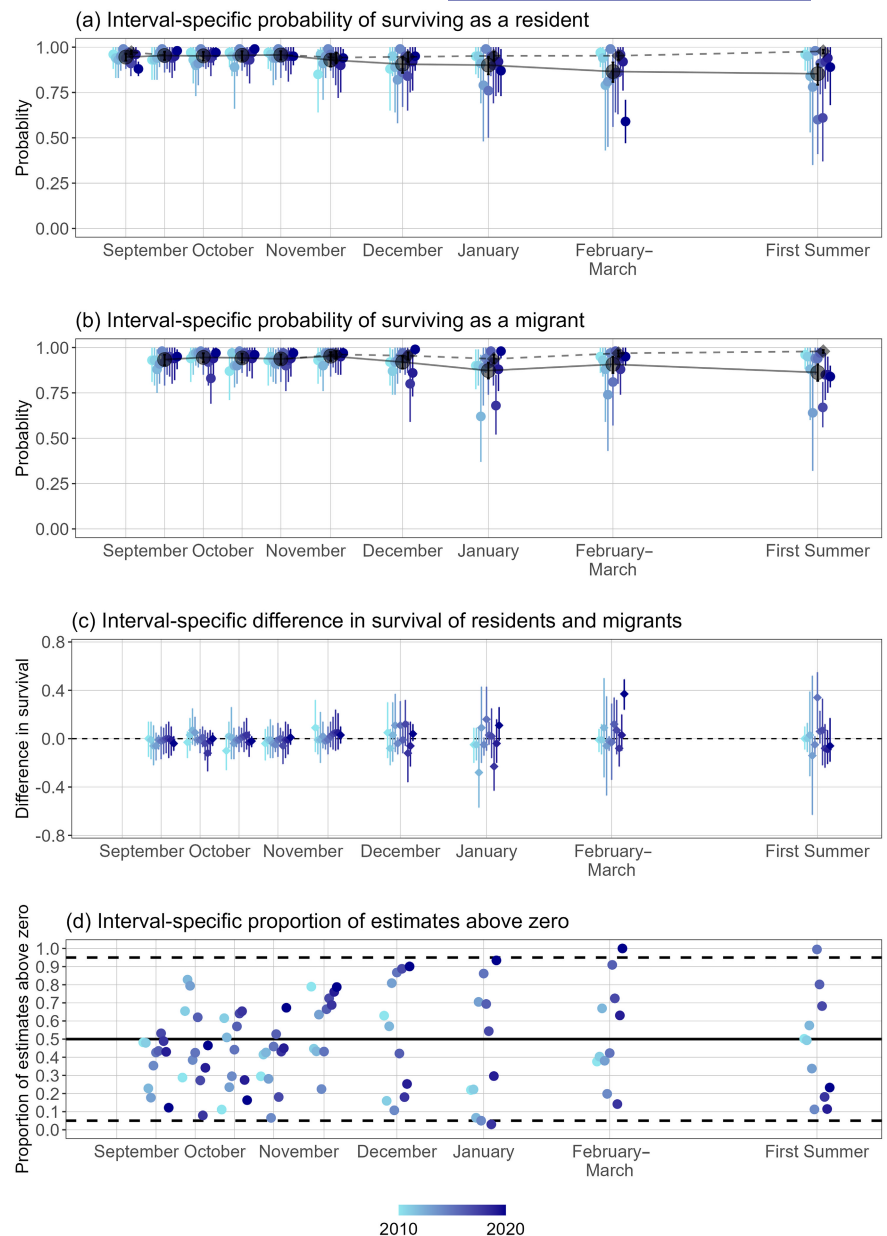 (a) Interval-specific probability of surviving as a resident
Probablity
1.00
0.75
0.50
0.25
0.00
September October November December January February–
March
First Summer
(b) Interval-specific probability of surviving as a migrant
Probablity
1.00
0.75
0.50
0.25
0.00
September October November December January February–
March
First Summer
(c) Interval-specific difference in survival of residents and migrants
Difference in survival
0.8
0.4
0.0
-0.4
-0.8
September October November December January February–
March
First Summer
(d) Interval-specific proportion of estimates above zero
Proportion of estimates above zero
1.0
0.9
0.8
0.7
0.6
0.5
0.4
0.3
0.2
0.1
0.0
September October November December January February–
March
First Summer
2010 2020